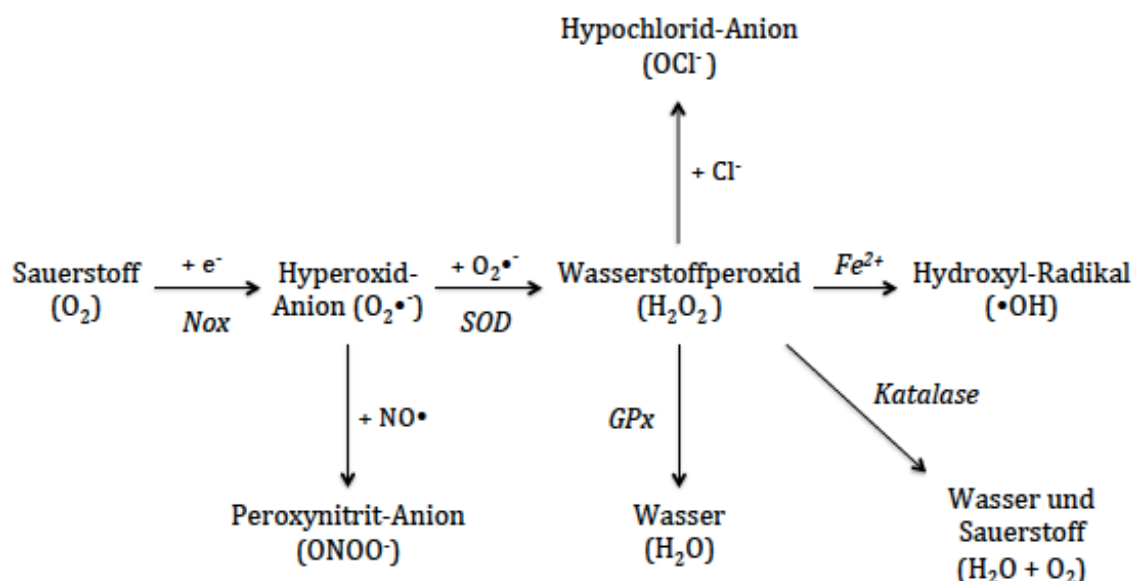 Hypochlorid-Anion
(OCl⁻)
+ Cl⁻
Sauerstoff
(O₂)
+ e⁻
Nox
Hyperoxid-
Anion (O₂•⁻)
+ O₂•⁻
SOD
Wasserstoffperoxid
(H₂O₂)
Fe²⁺
Hydroxyl-Radikal
(•OH)
+ NO•
GPx
Katalase
Peroxynitrit-Anion
(ONOO⁻)
Wasser
(H₂O)
Wasser und
Sauerstoff
(H₂O + O₂)